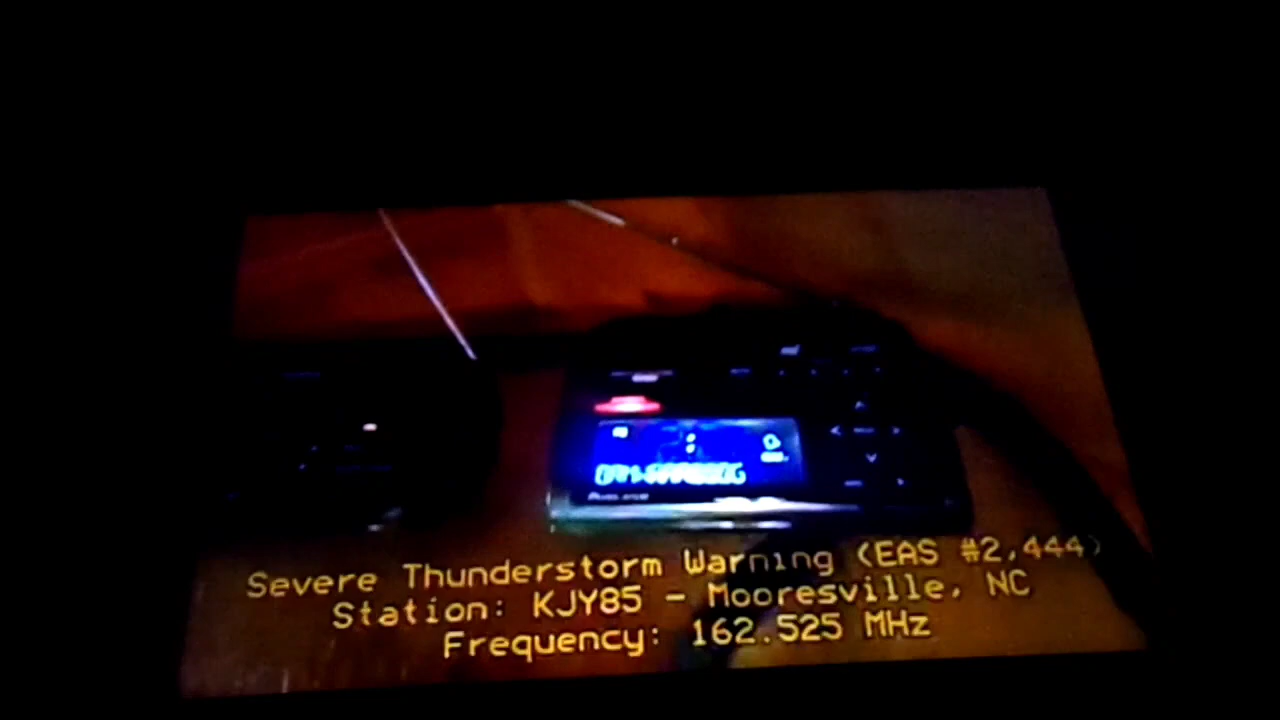 Severe Thunderstorm Warning (EAS #2,444)
Station: KJY85 - Mooresville, NC
Frequency: 162.525 MHz